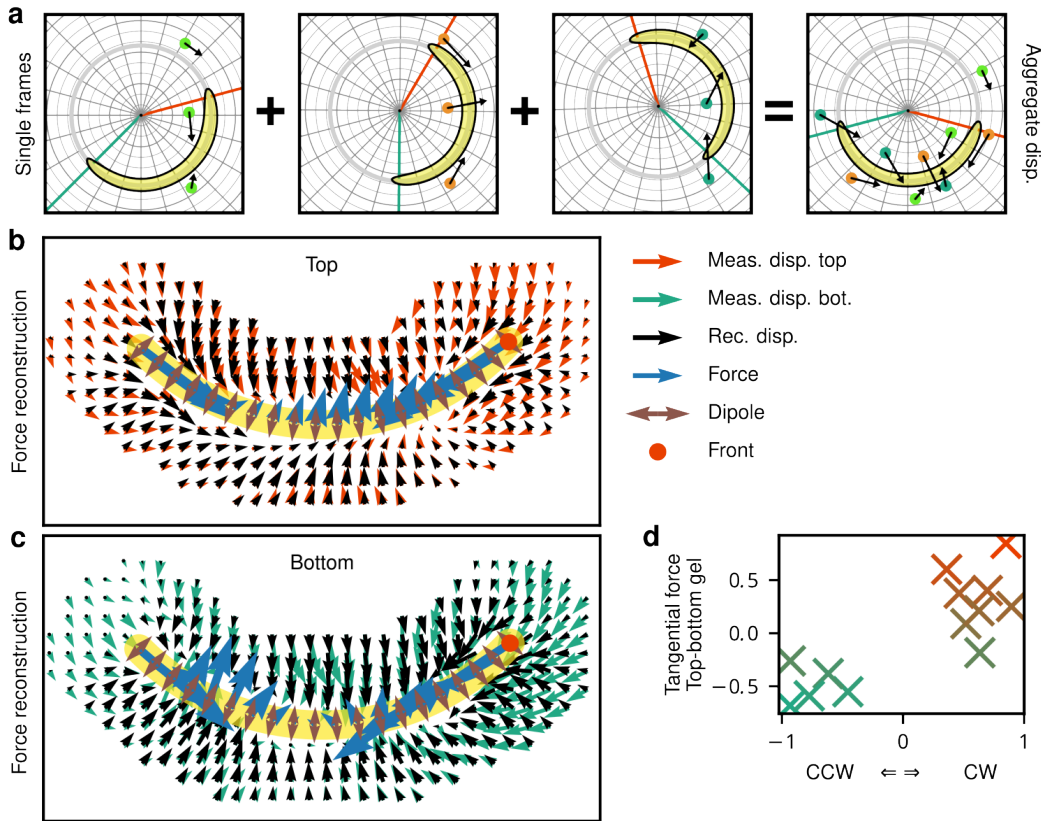 a
Single frames
+
+
=
Aggregate disp.
b
Force reconstruction
Top
Meas. disp. top
Meas. disp. bot.
Rec. disp.
Force
Dipole
Front
c
Force reconstruction
Bottom
d
Tangential force
Top-bottom gel
0.5
0.0
−0.5
−1
0
1
CCW ⇐ ⇒ CW